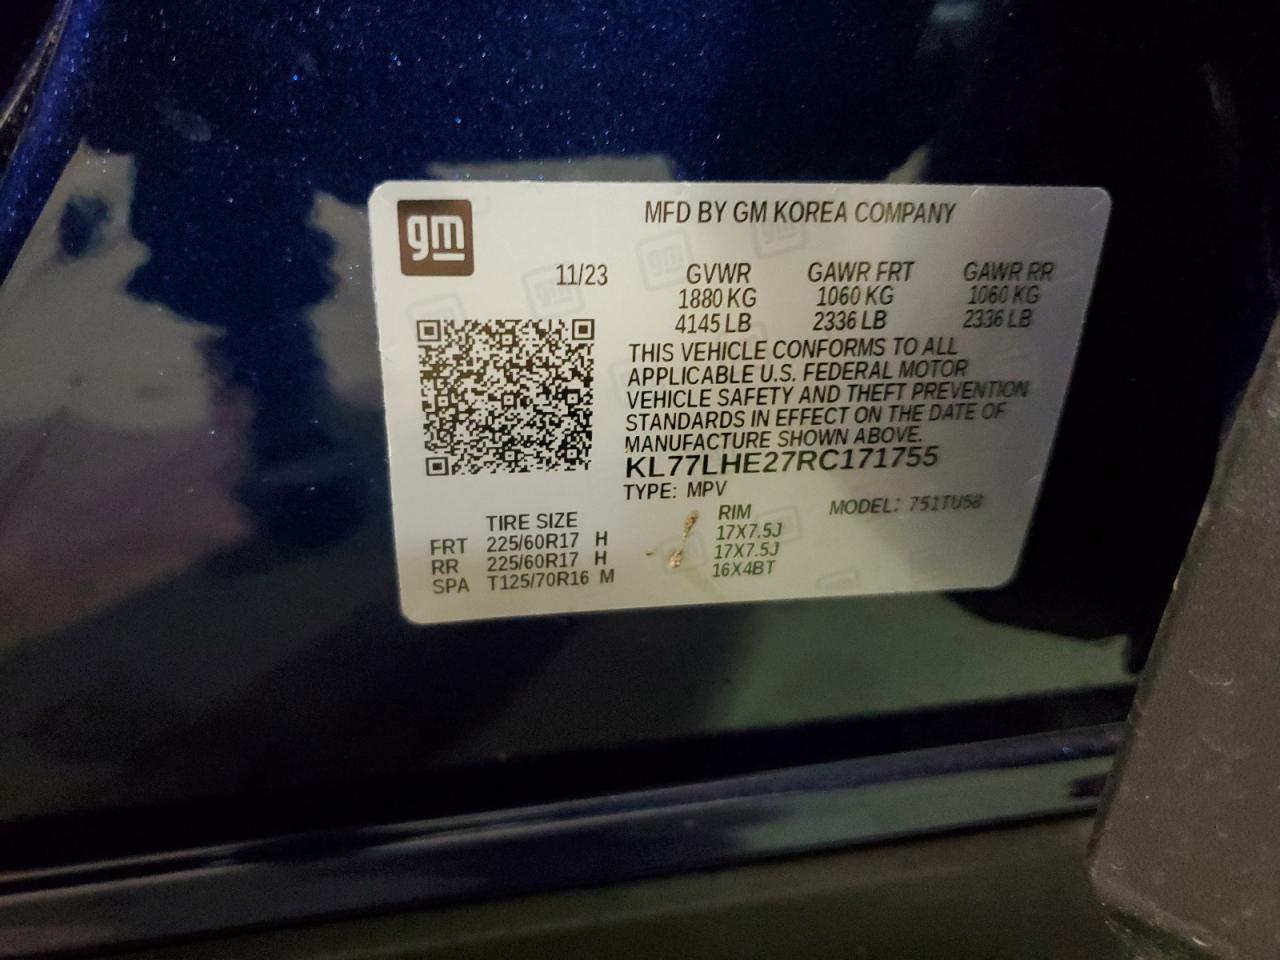 gm
MFD BY GM KOREA COMPANY
11/23 GVWR GAWR FRT GAWR RR
1880 KG 1060 KG 1060 KG
4145 LB 2336 LB 2336 LB
THIS VEHICLE CONFORMS TO ALL
APPLICABLE U.S. FEDERAL MOTOR
VEHICLE SAFETY AND THEFT PREVENTION
STANDARDS IN EFFECT ON THE DATE OF
MANUFACTURE SHOWN ABOVE.
KL77LHE27RC171755
TYPE: MPV
MODEL: 751TU58
TIRE SIZE RIM
FRT 225/60R17 H 17X7.5J
RR 225/60R17 H 17X7.5J
SPA T125/70R16 M 16X4BT